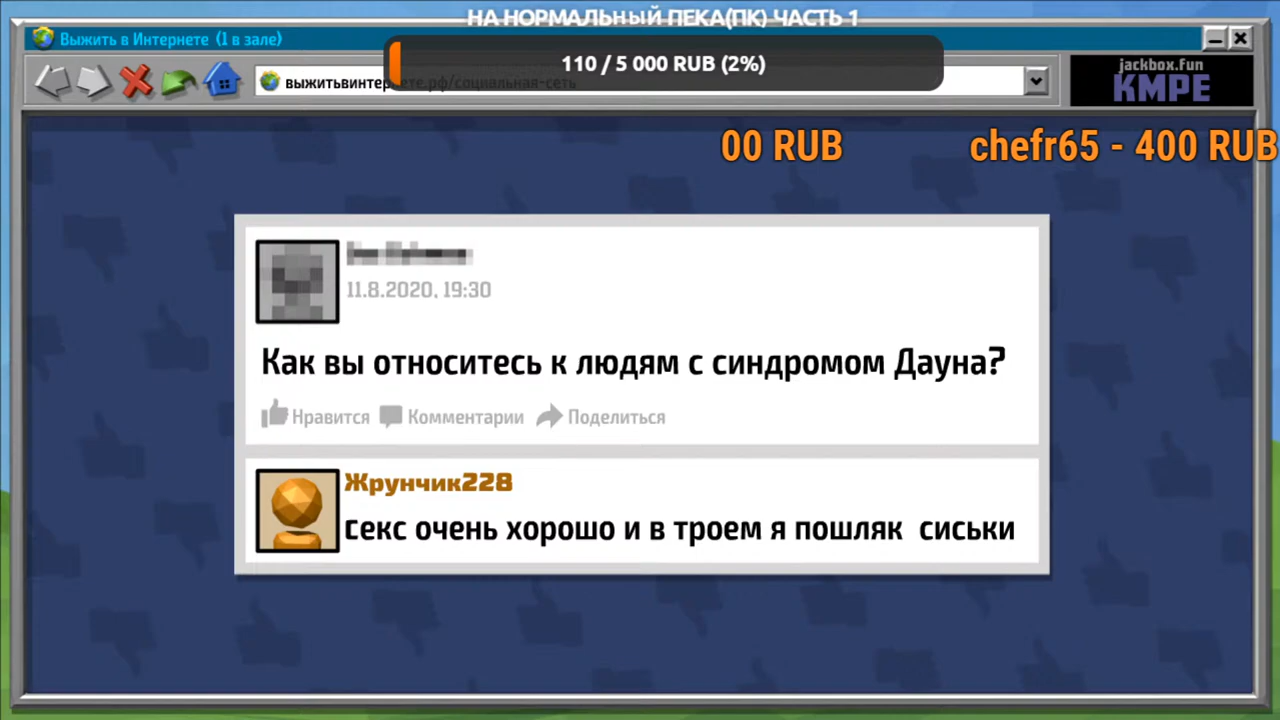 НА НОРМАЛЬНЫЙ ПЕКА(ПК) ЧАСТЬ 1
Выжить в Интернете (1 в зале)
110 / 5 000 RUB (2%)
выжитьвинтернете.рф/социальная-сеть
jackbox.fun
KMPE
00 RUB
chefr65 - 400 RUB
11.8.2020, 19:30
Как вы относитесь к людям с синдромом Дауна?
Нравится Комментарии Поделиться
Жрунчик228
Секс очень хорошо и в троем я пошляк сиськи